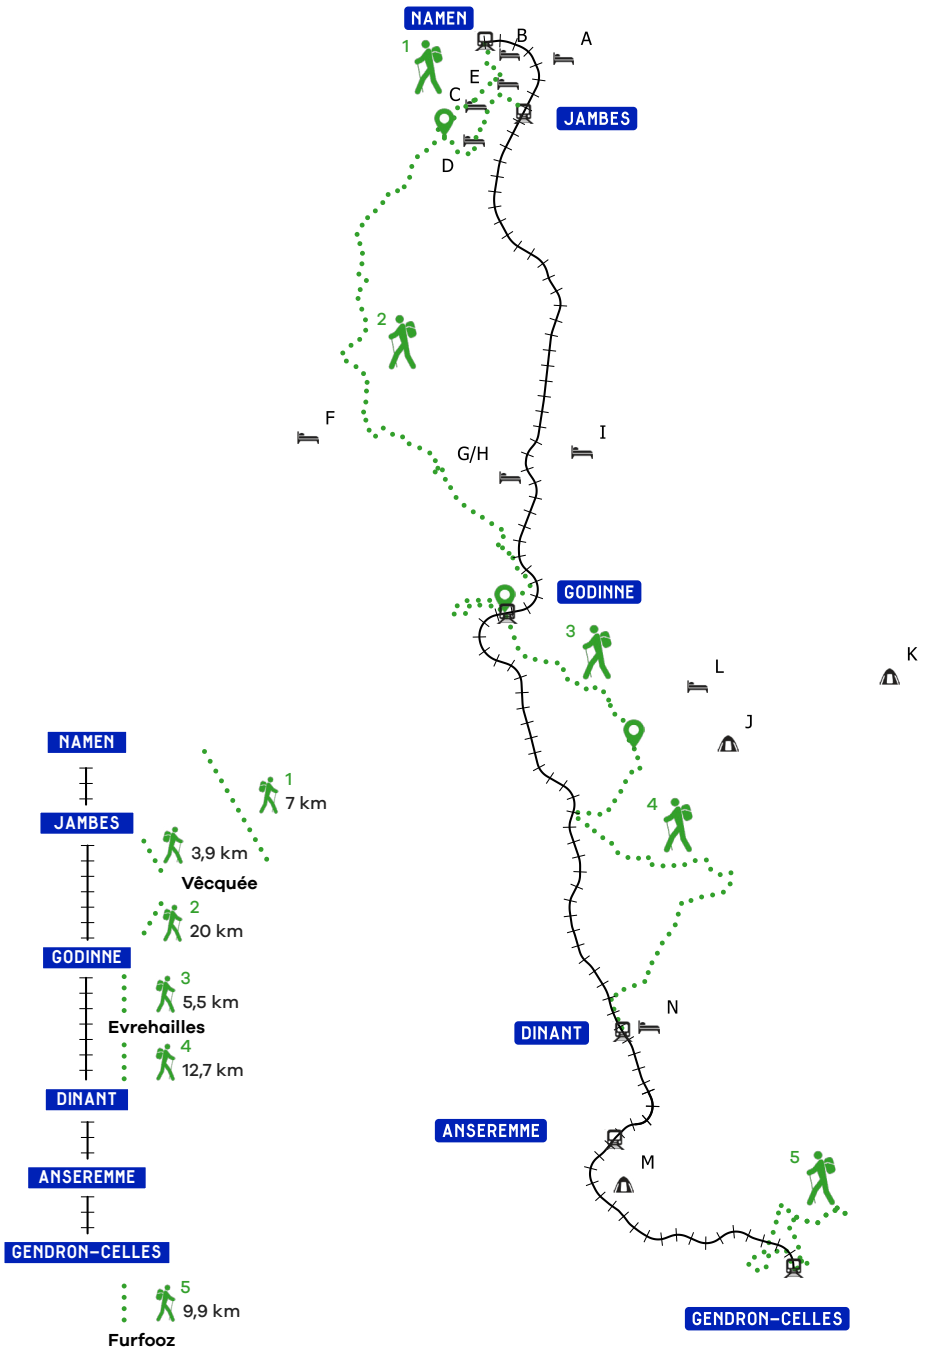 NAMEN
B
A
1
E
C
JAMBES
D
2
F
I
G/H
GODINNE
3
K
L
J
NAMEN
1
7 km
4
JAMBES
3,9 km
Vêcquée
2
20 km
GODINNE
3
5,5 km
Evrehailles
4
12,7 km
N
DINANT
DINANT
ANSEREMME
M
5
ANSEREMME
GENDRON-CELLES
5
9,9 km
GENDRON-CELLES
Furfooz